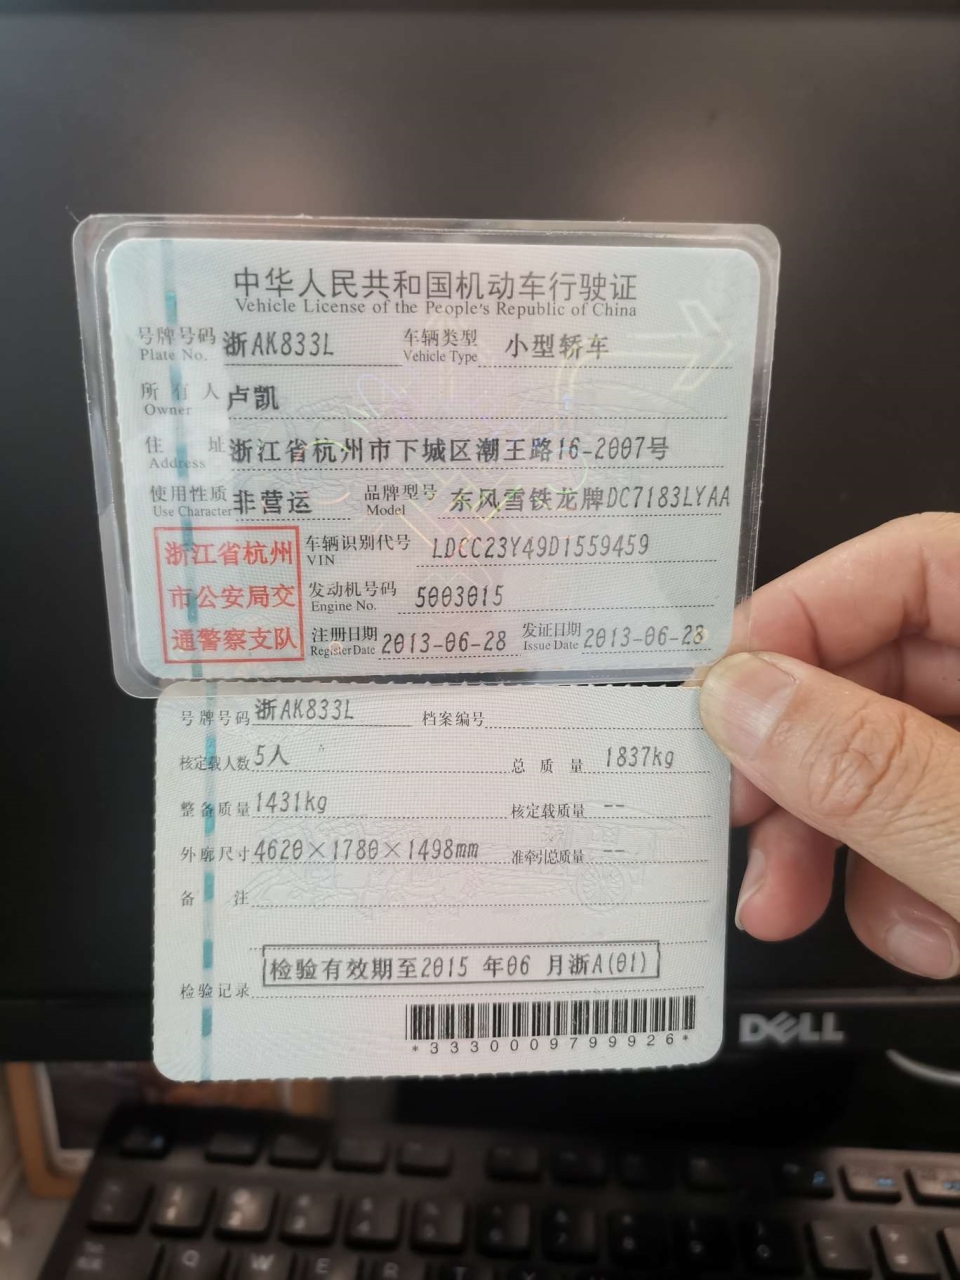 中华人民共和国机动车行驶证
Vehicle License of the People's Republic of China
号牌号码 浙AK833L 车辆类型 小型轿车
Plate No. Vehicle Type
所有人 卢凯
Owner
住址 浙江省杭州市下城区潮王路16-2007号
Address
使用性质 非营运 品牌型号 东风雪铁龙牌DC7183LYAA
Use Character Model
浙江省杭州
市公安局交
通警察支队
车辆识别代号 LDCC23Y49D1559459
VIN
发动机号码 5003015
Engine No.
注册日期 2013-06-28 发证日期 2013-06-28
Register Date Issue Date
号牌号码 浙AK833L 档案编号
核定载人数 5人 总质量 1837kg
整备质量 1431kg 核定载质量 --
外廓尺寸 4620×1780×1498mm 准牵引总质量 --
备注
检验有效期至2015 年06 月浙A(01)
检验记录
*3330009799926*
DELL
Q W E R T